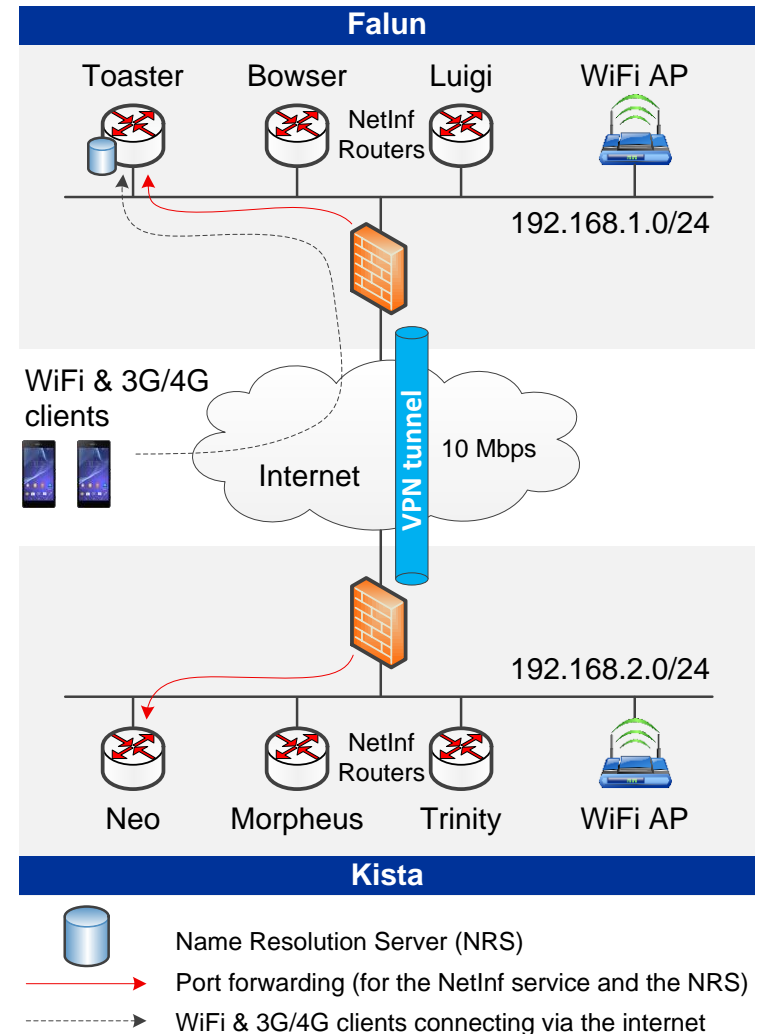 Falun
Toaster
Bowser
Luigi
WiFi AP
NetInf
Routers
192.168.1.0/24
WiFi & 3G/4G
clients
Internet
VPN tunnel
10 Mbps
192.168.2.0/24
NetInf
Routers
Neo
Morpheus
Trinity
WiFi AP
Kista
Name Resolution Server (NRS)
Port forwarding (for the NetInf service and the NRS)
WiFi & 3G/4G clients connecting via the internet